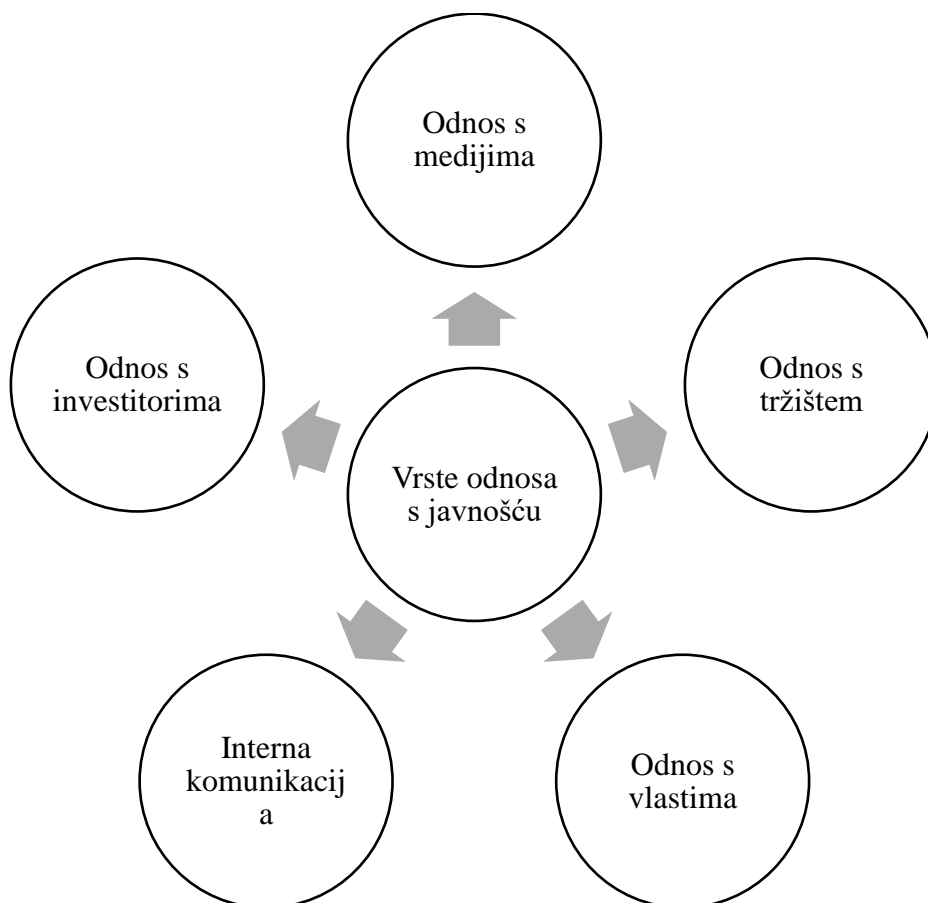 Odnos s
medijima
Odnos s
investitorima
Odnos s
tržištem
Vrste odnosa
s javnošću
Interna
komunikacij
a
Odnos s
vlastima